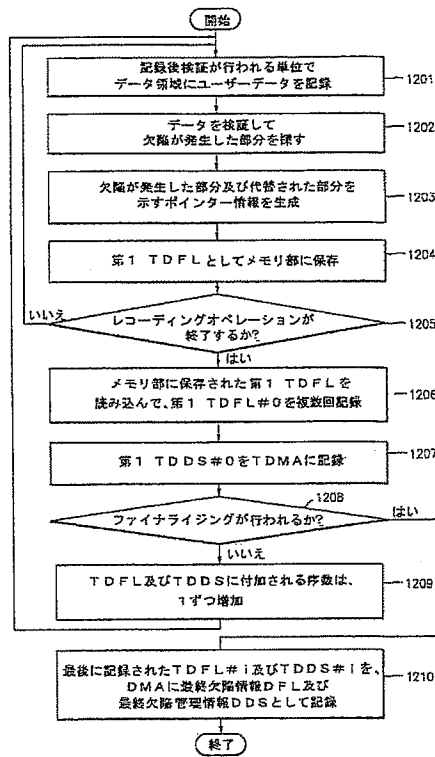 開始
記録後検証が行われる単位で
データ領域にユーザーデータを記録
1201
データを検証して
欠陥が発生した部分を探す
1202
欠陥が発生した部分及び代替された部分を
示すポインター情報を生成
1203
第1 TDFLとしてメモリ部に保存
1204
レコーディングオペレーションが
終了するか?
1205
いいえ
はい
メモリ部に保存された第1 TDFLを
読み込んで、第1 TDFL#0を複数回記録
1206
第1 TDDS#0をTDMAに記録
1207
1208
ファイナライジングが行われるか?
はい
いいえ
TDFL及びTDDSに付加される序数は、
1ずつ増加
1209
最後に記録されたTDFL#i及びTDDS#iを、
DMAに最終欠陥情報DFL及び
最終欠陥管理情報DDSとして記録
1210
終了